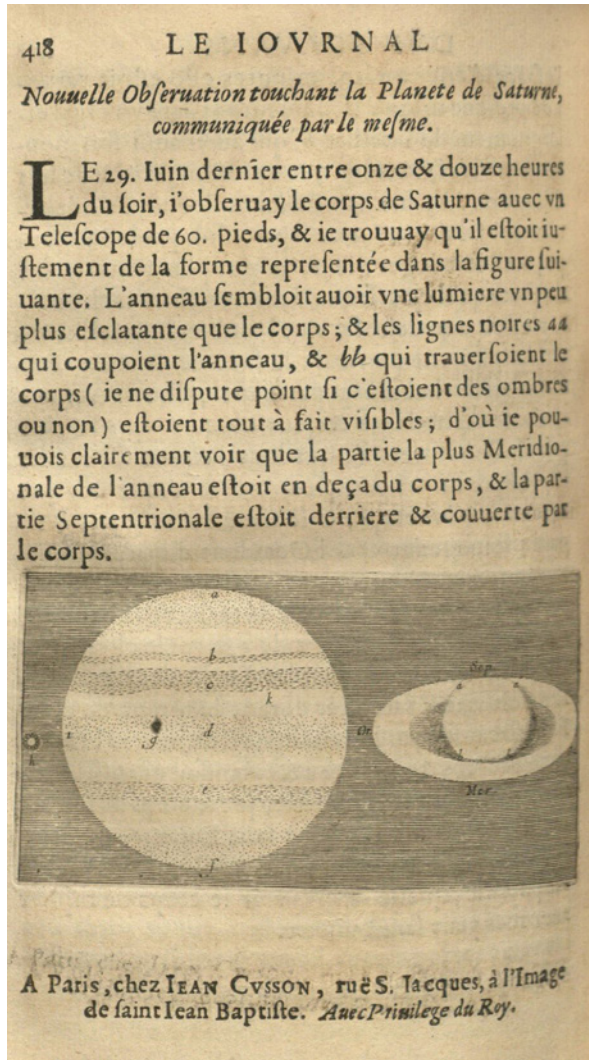 418 LE IOVRNAL
Nouuelle Obſeruation touchant la Planete de Saturne,
communiquée par le meſme.
LE 29. Iuin dernier entre onze & douze heures
du ſoir, i'obſeruay le corps de Saturne auec vn
Teleſcope de 60. pieds, & ie trouuay qu'il eſtoit iu-
ſtement de la forme repreſentée dans la figure ſui-
uante. L'anneau ſembloit auoir vne lumiere vn peu
plus eſclatante que le corps; & les lignes noires aa
qui coupoient l'anneau, & bb qui trauerſoient le
corps (ie ne diſpute point ſi c'eſtoient des ombres
ou non) eſtoient tout à fait viſibles; d'où ie pou-
uois clairement voir que la partie la plus Meridio-
nale de l'anneau eſtoit en deça du corps, & la par-
tie Septentrionale eſtoit derriere & couuerte par
le corps.
a
b
c
k
i g d
h
e
f
Sep.
a a
Or.
b b
Mer.
A Paris, chez IEAN CVSSON, ruë S. Iacques, à l'Image
de ſaint Iean Baptiſte. Auec Priuilege du Roy.